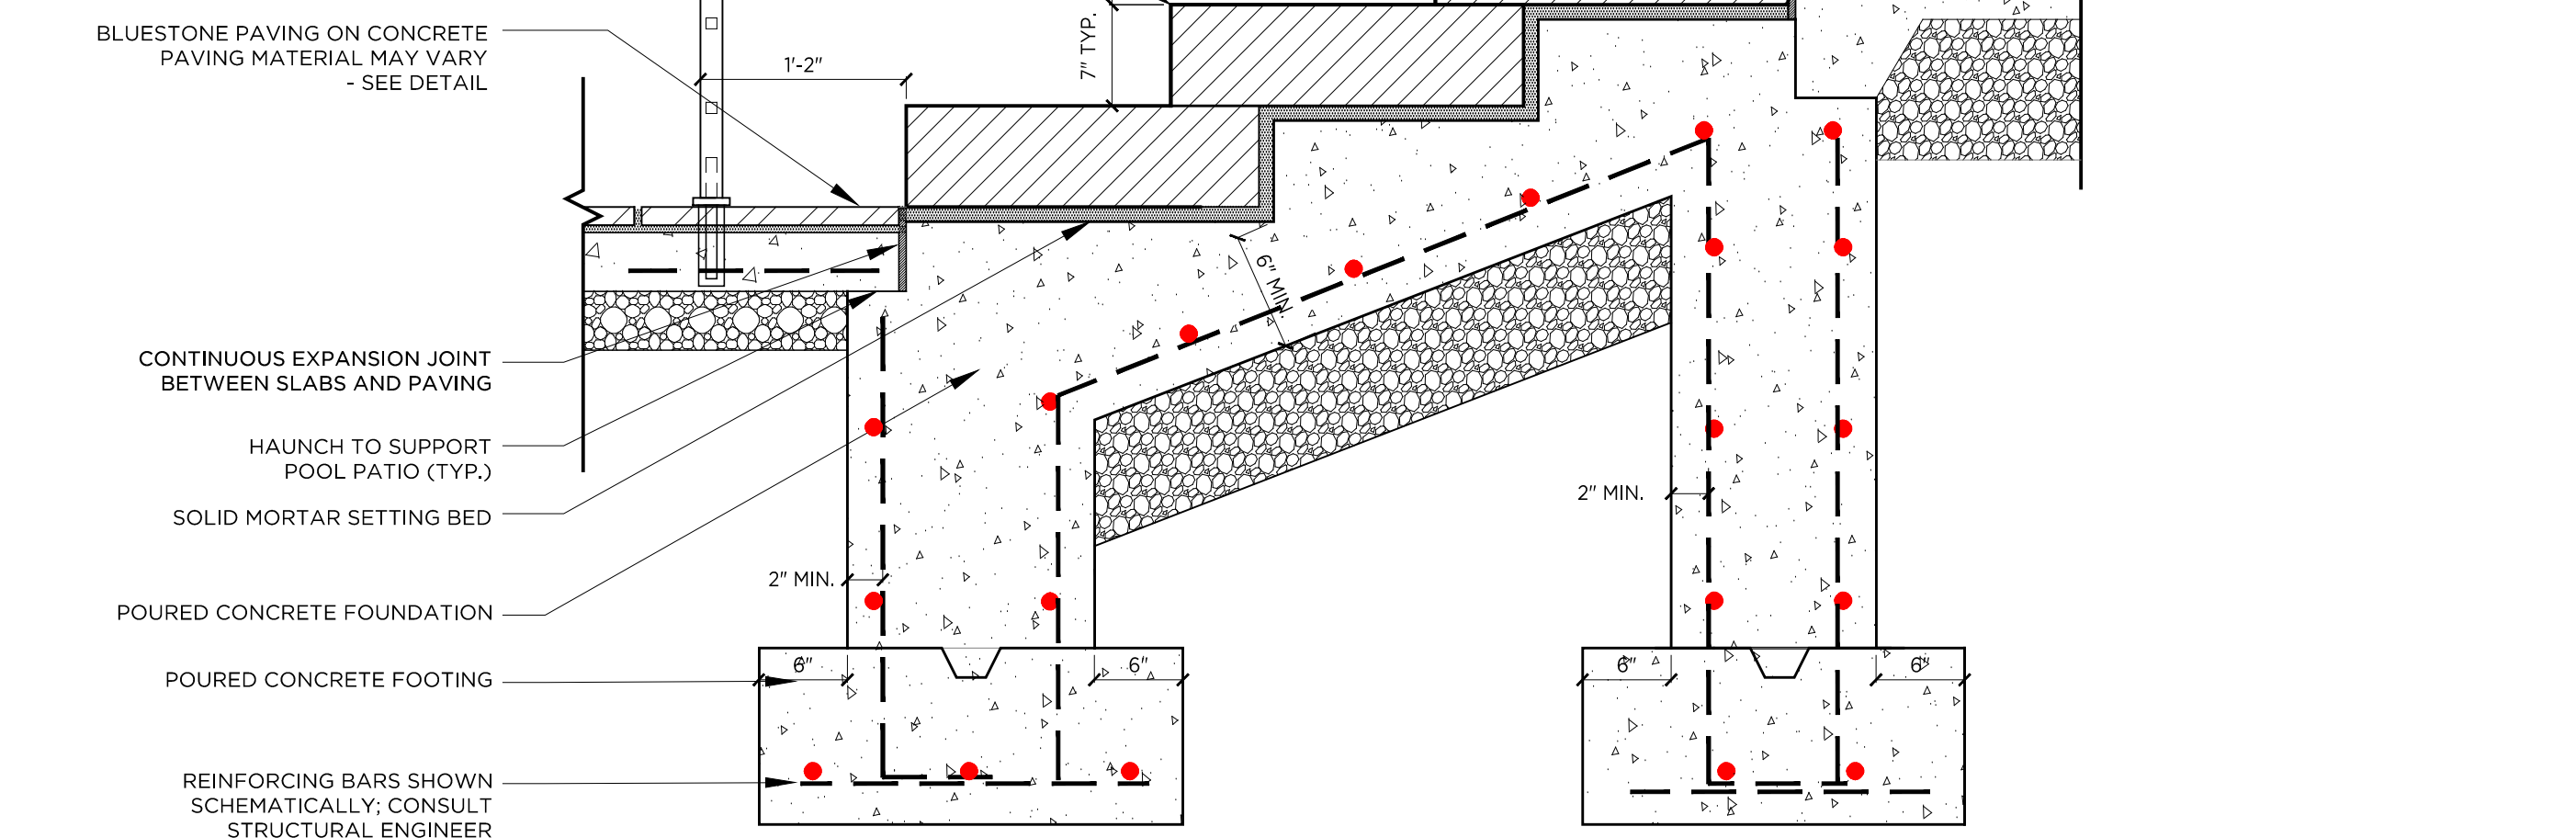 BLUESTONE PAVING ON CONCRETE
PAVING MATERIAL MAY VARY
- SEE DETAIL
1'-2"
7" TYP.
6" MIN.
CONTINUOUS EXPANSION JOINT
BETWEEN SLABS AND PAVING
HAUNCH TO SUPPORT
POOL PATIO (TYP.)
SOLID MORTAR SETTING BED
2" MIN.
2" MIN.
POURED CONCRETE FOUNDATION
POURED CONCRETE FOOTING
6"
6"
6"
6"
REINFORCING BARS SHOWN
SCHEMATICALLY; CONSULT
STRUCTURAL ENGINEER